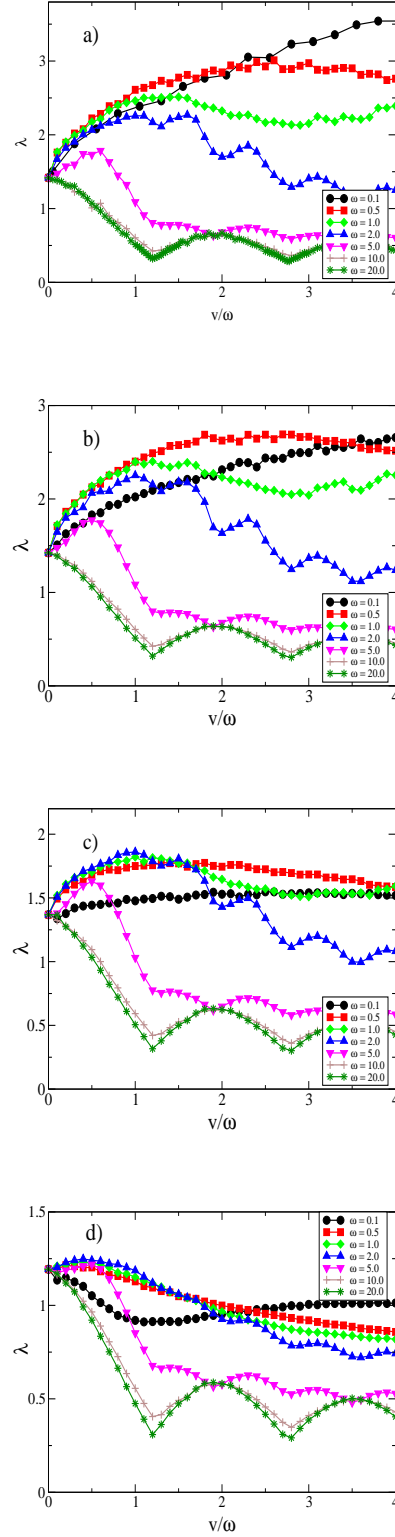 a)
3
2
1
0
λ
0
1
2
3
4
v/ω
ω = 0.1
ω = 0.5
ω = 1.0
ω = 2.0
ω = 5.0
ω = 10.0
ω = 20.0
b)
3
2
1
0
λ
0
1
2
3
4
v/ω
ω = 0.1
ω = 0.5
ω = 1.0
ω = 2.0
ω = 5.0
ω = 10.0
ω = 20.0
c)
2
1.5
1
0.5
0
λ
0
1
2
3
4
v/ω
ω = 0.1
ω = 0.5
ω = 1.0
ω = 2.0
ω = 5.0
ω = 10.0
ω = 20.0
d)
1.5
1
0.5
0
λ
0
1
2
3
4
v/ω
ω = 0.1
ω = 0.5
ω = 1.0
ω = 2.0
ω = 5.0
ω = 10.0
ω = 20.0